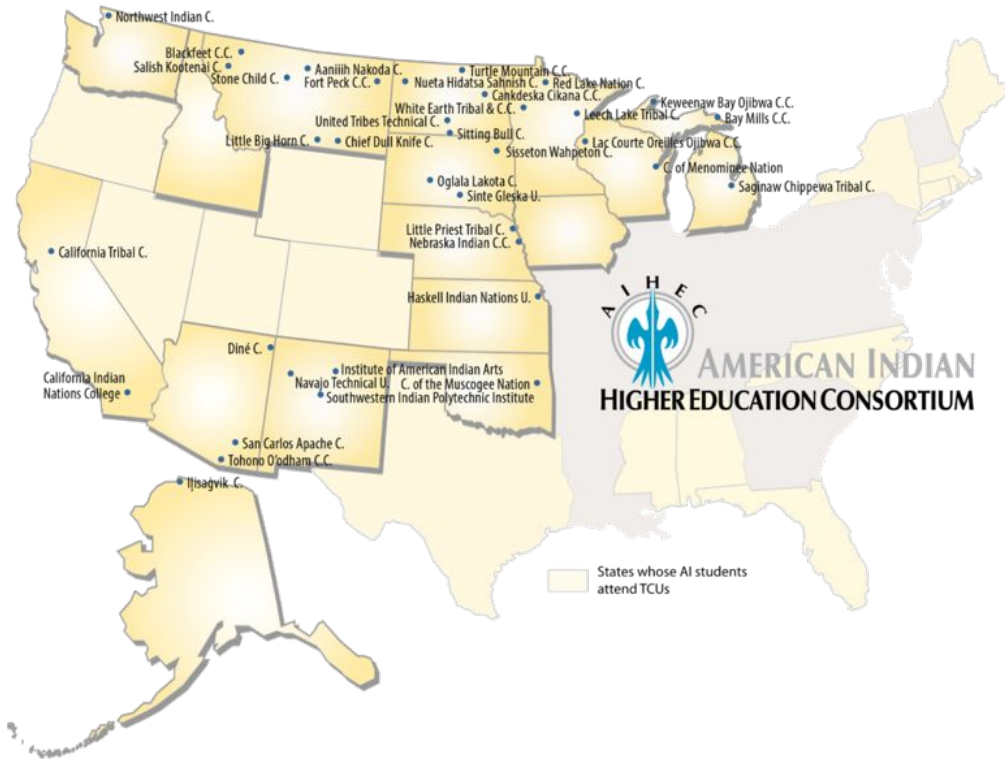 Northwest Indian C.
Blackfeet C.C.
Salish Kootenai C.
Stone Child C.
Aaniiih Nakoda C.
Fort Peck C.C.
Turtle Mountain C.C.
Nueta Hidatsa Sahnish C.
Red Lake Nation C.
Cankdeska Cikana C.C.
White Earth Tribal & C.C.
Leech Lake Tribal C.
Keweenaw Bay Ojibwa C.C.
Bay Mills C.C.
United Tribes Technical C.
Sitting Bull C.
Little Big Horn C.
Chief Dull Knife C.
Sisseton Wahpeton C.
Lac Courte Oreilles Ojibwa C.C.
C. of Menominee Nation
Saginaw Chippewa Tribal C.
Oglala Lakota C.
Sinte Gleska U.
Little Priest Tribal C.
Nebraska Indian C.C.
California Tribal C.
Haskell Indian Nations U.
AIHEC
AMERICAN INDIAN
HIGHER EDUCATION CONSORTIUM
Diné C.
Institute of American Indian Arts
Navajo Technical U.
C. of the Muscogee Nation
Southwestern Indian Polytechnic Institute
California Indian
Nations College
San Carlos Apache C.
Tohono O'odham C.C.
Iļisaġvik C.
States whose AI students
attend TCUs